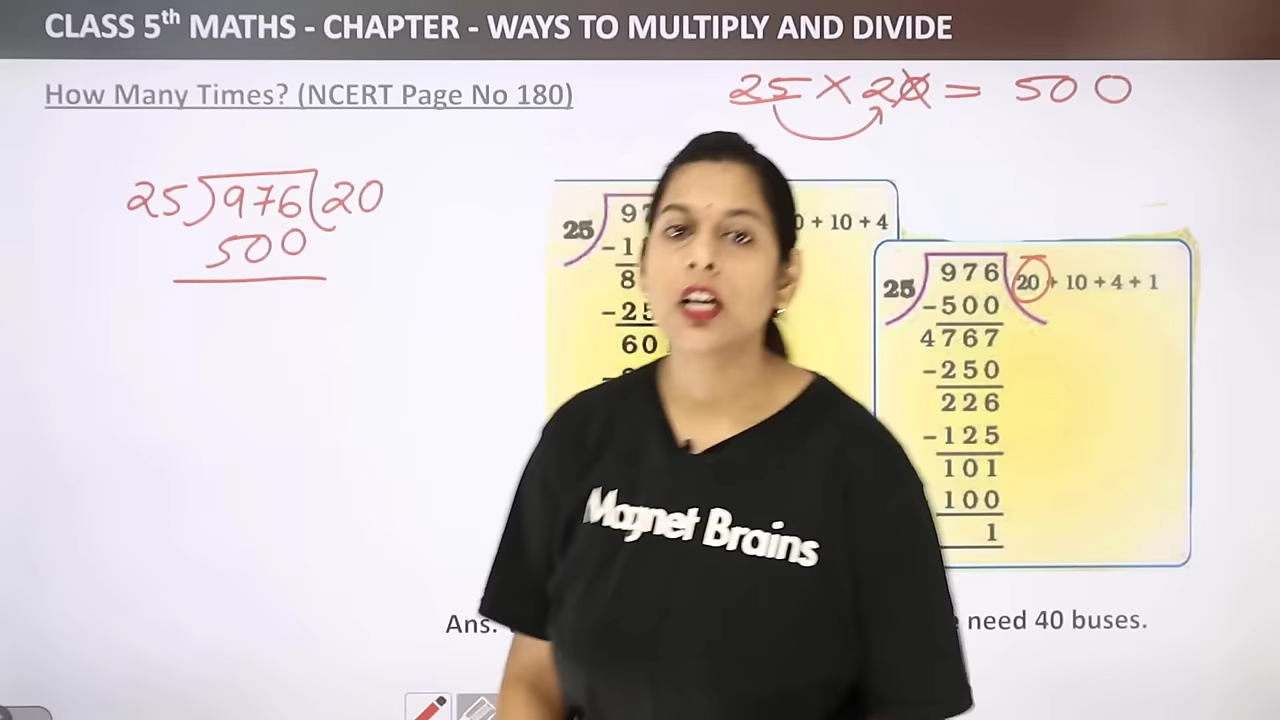 CLASS 5th MATHS - CHAPTER - WAYS TO MULTIPLY AND DIVIDE
How Many Times? (NCERT Page No 180)
25 × 20 = 500
25)976(20
500
25
+ 10 + 4
60
25)976(20 + 10 + 4 + 1
-500
4767
-250
226
-125
101
100
1
Magnet Brains
Ans.
need 40 buses.